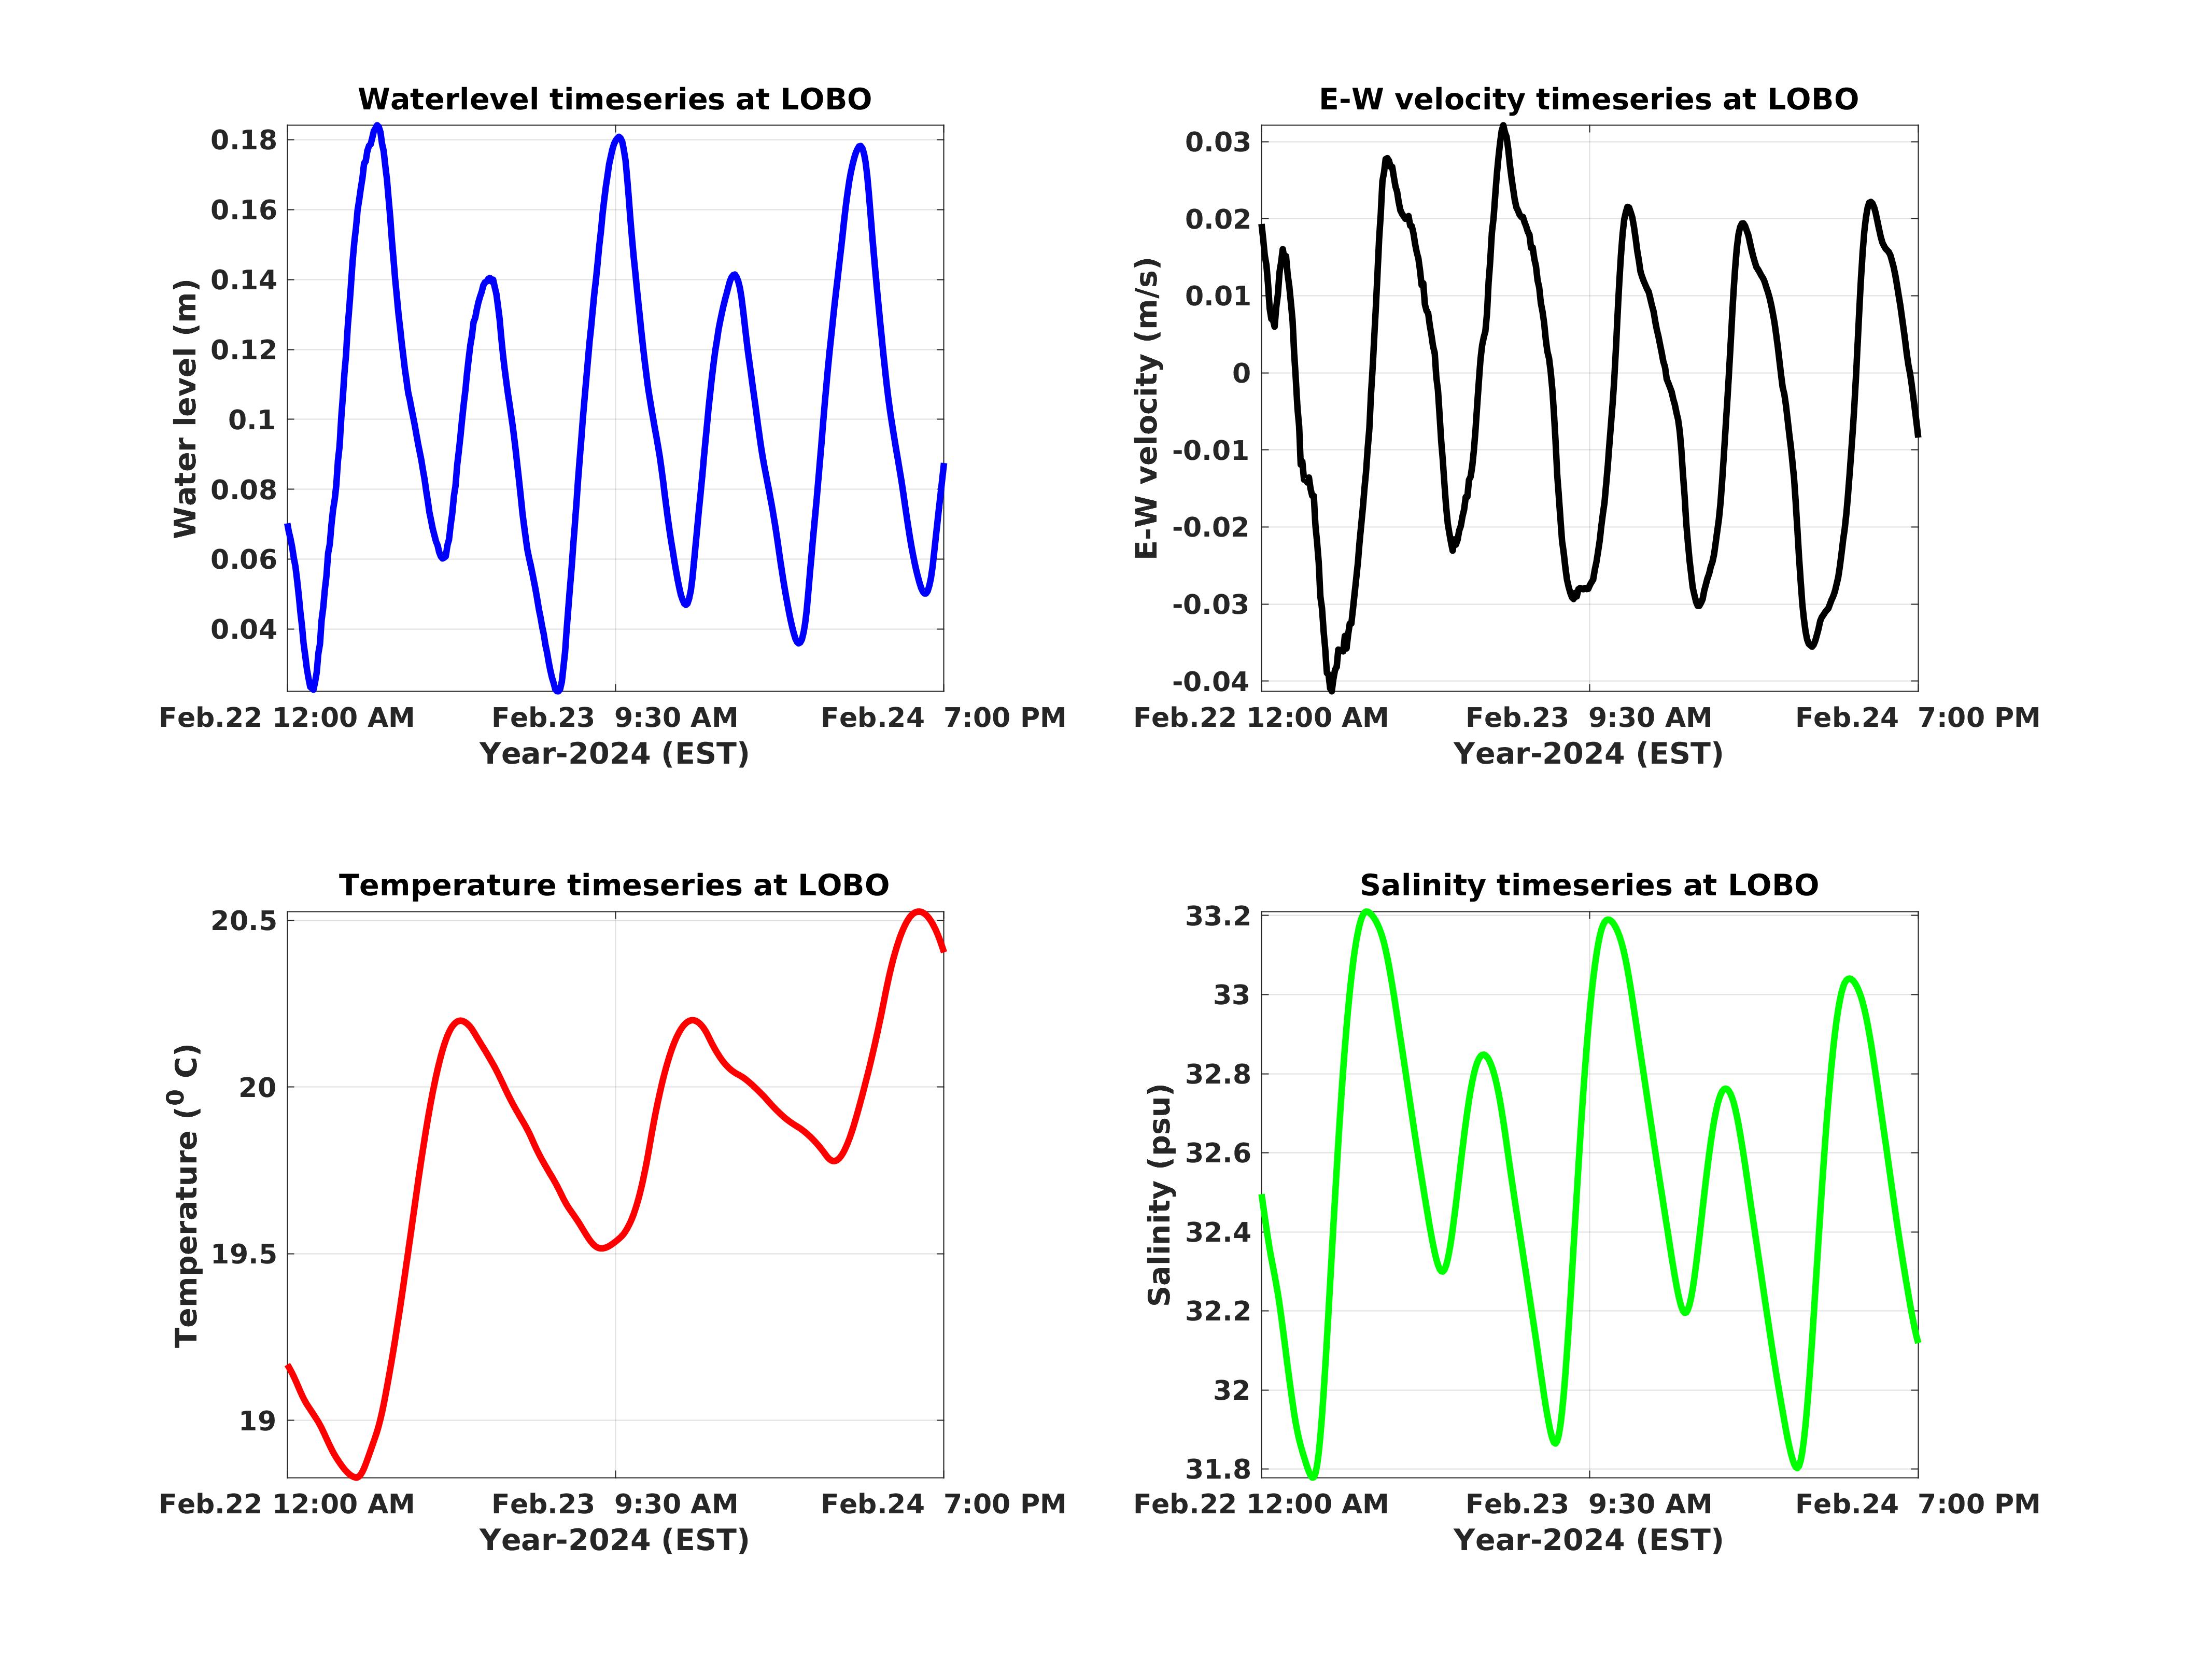 Waterlevel timeseries at LOBO
0.18
0.16
0.14
0.12
0.1
0.08
0.06
0.04
Water level (m)
Feb.22 12:00 AM
Feb.23 9:30 AM
Feb.24 7:00 PM
Year-2024 (EST)
E-W velocity timeseries at LOBO
0.03
0.02
0.01
0
-0.01
-0.02
-0.03
-0.04
E-W velocity (m/s)
Feb.22 12:00 AM
Feb.23 9:30 AM
Feb.24 7:00 PM
Year-2024 (EST)
Temperature timeseries at LOBO
20.5
20
19.5
19
Temperature (⁰ C)
Feb.22 12:00 AM
Feb.23 9:30 AM
Feb.24 7:00 PM
Year-2024 (EST)
Salinity timeseries at LOBO
33.2
33
32.8
32.6
32.4
32.2
32
31.8
Salinity (psu)
Feb.22 12:00 AM
Feb.23 9:30 AM
Feb.24 7:00 PM
Year-2024 (EST)